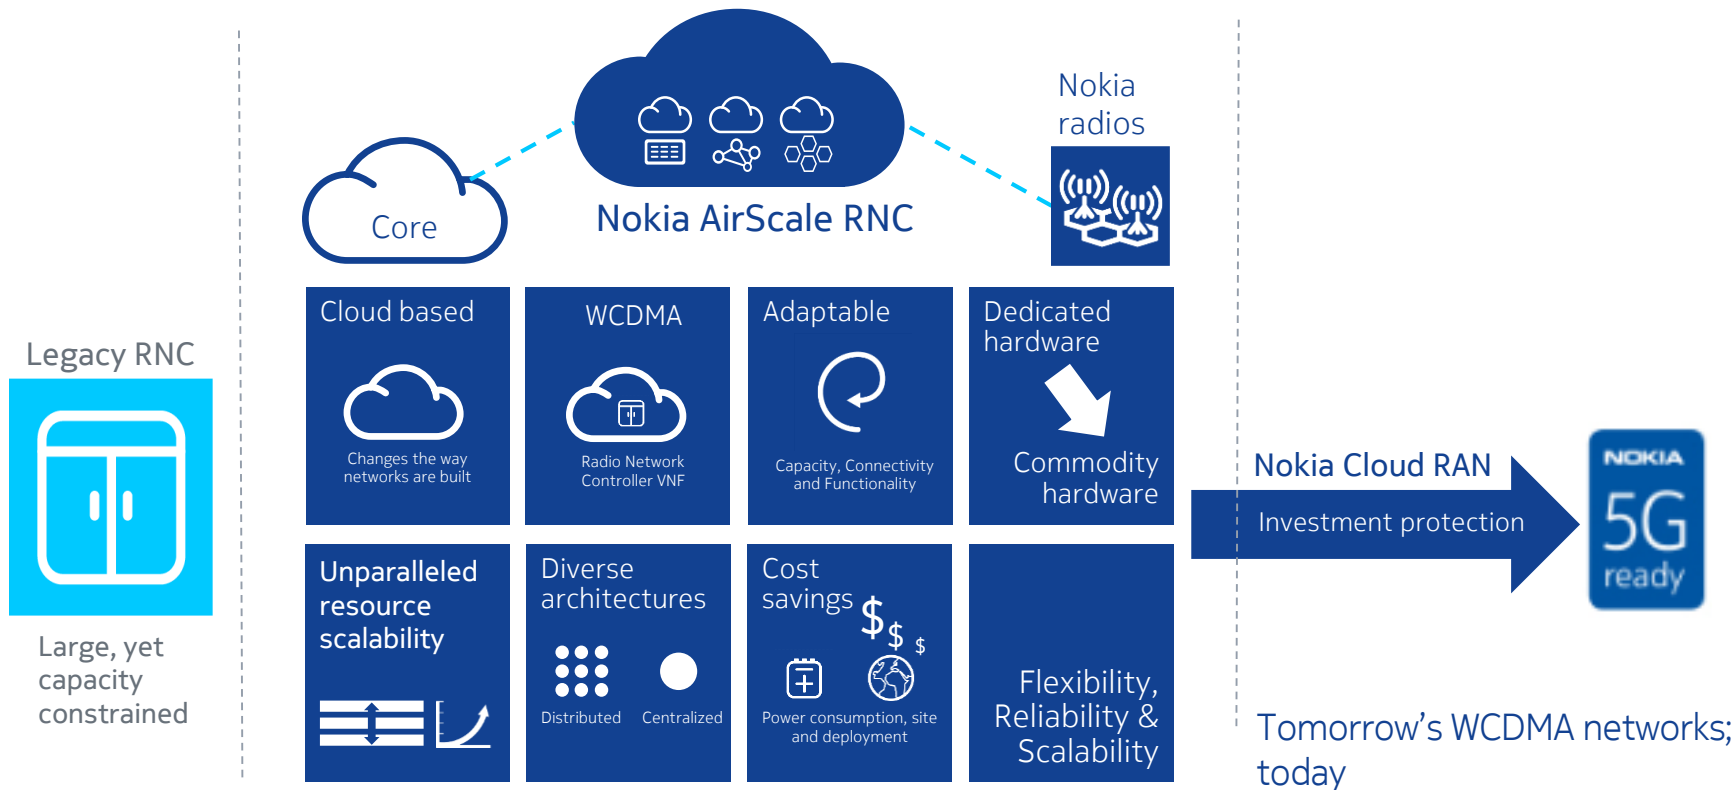 Legacy RNC
Large, yet
capacity
constrained
Core
Nokia AirScale RNC
Nokia
radios
Cloud based
Changes the way
networks are built
WCDMA
Radio Network
Controller VNF
Adaptable
Capacity, Connectivity
and Functionality
Dedicated
hardware
Commodity
hardware
Unparalleled
resource
scalability
Diverse
architectures
Distributed
Centralized
Cost
savings
$
$
$
Power consumption, site
and deployment
Flexibility,
Reliability &
Scalability
Nokia Cloud RAN
Investment protection
NOKIA
5G
ready
Tomorrow's WCDMA networks;
today